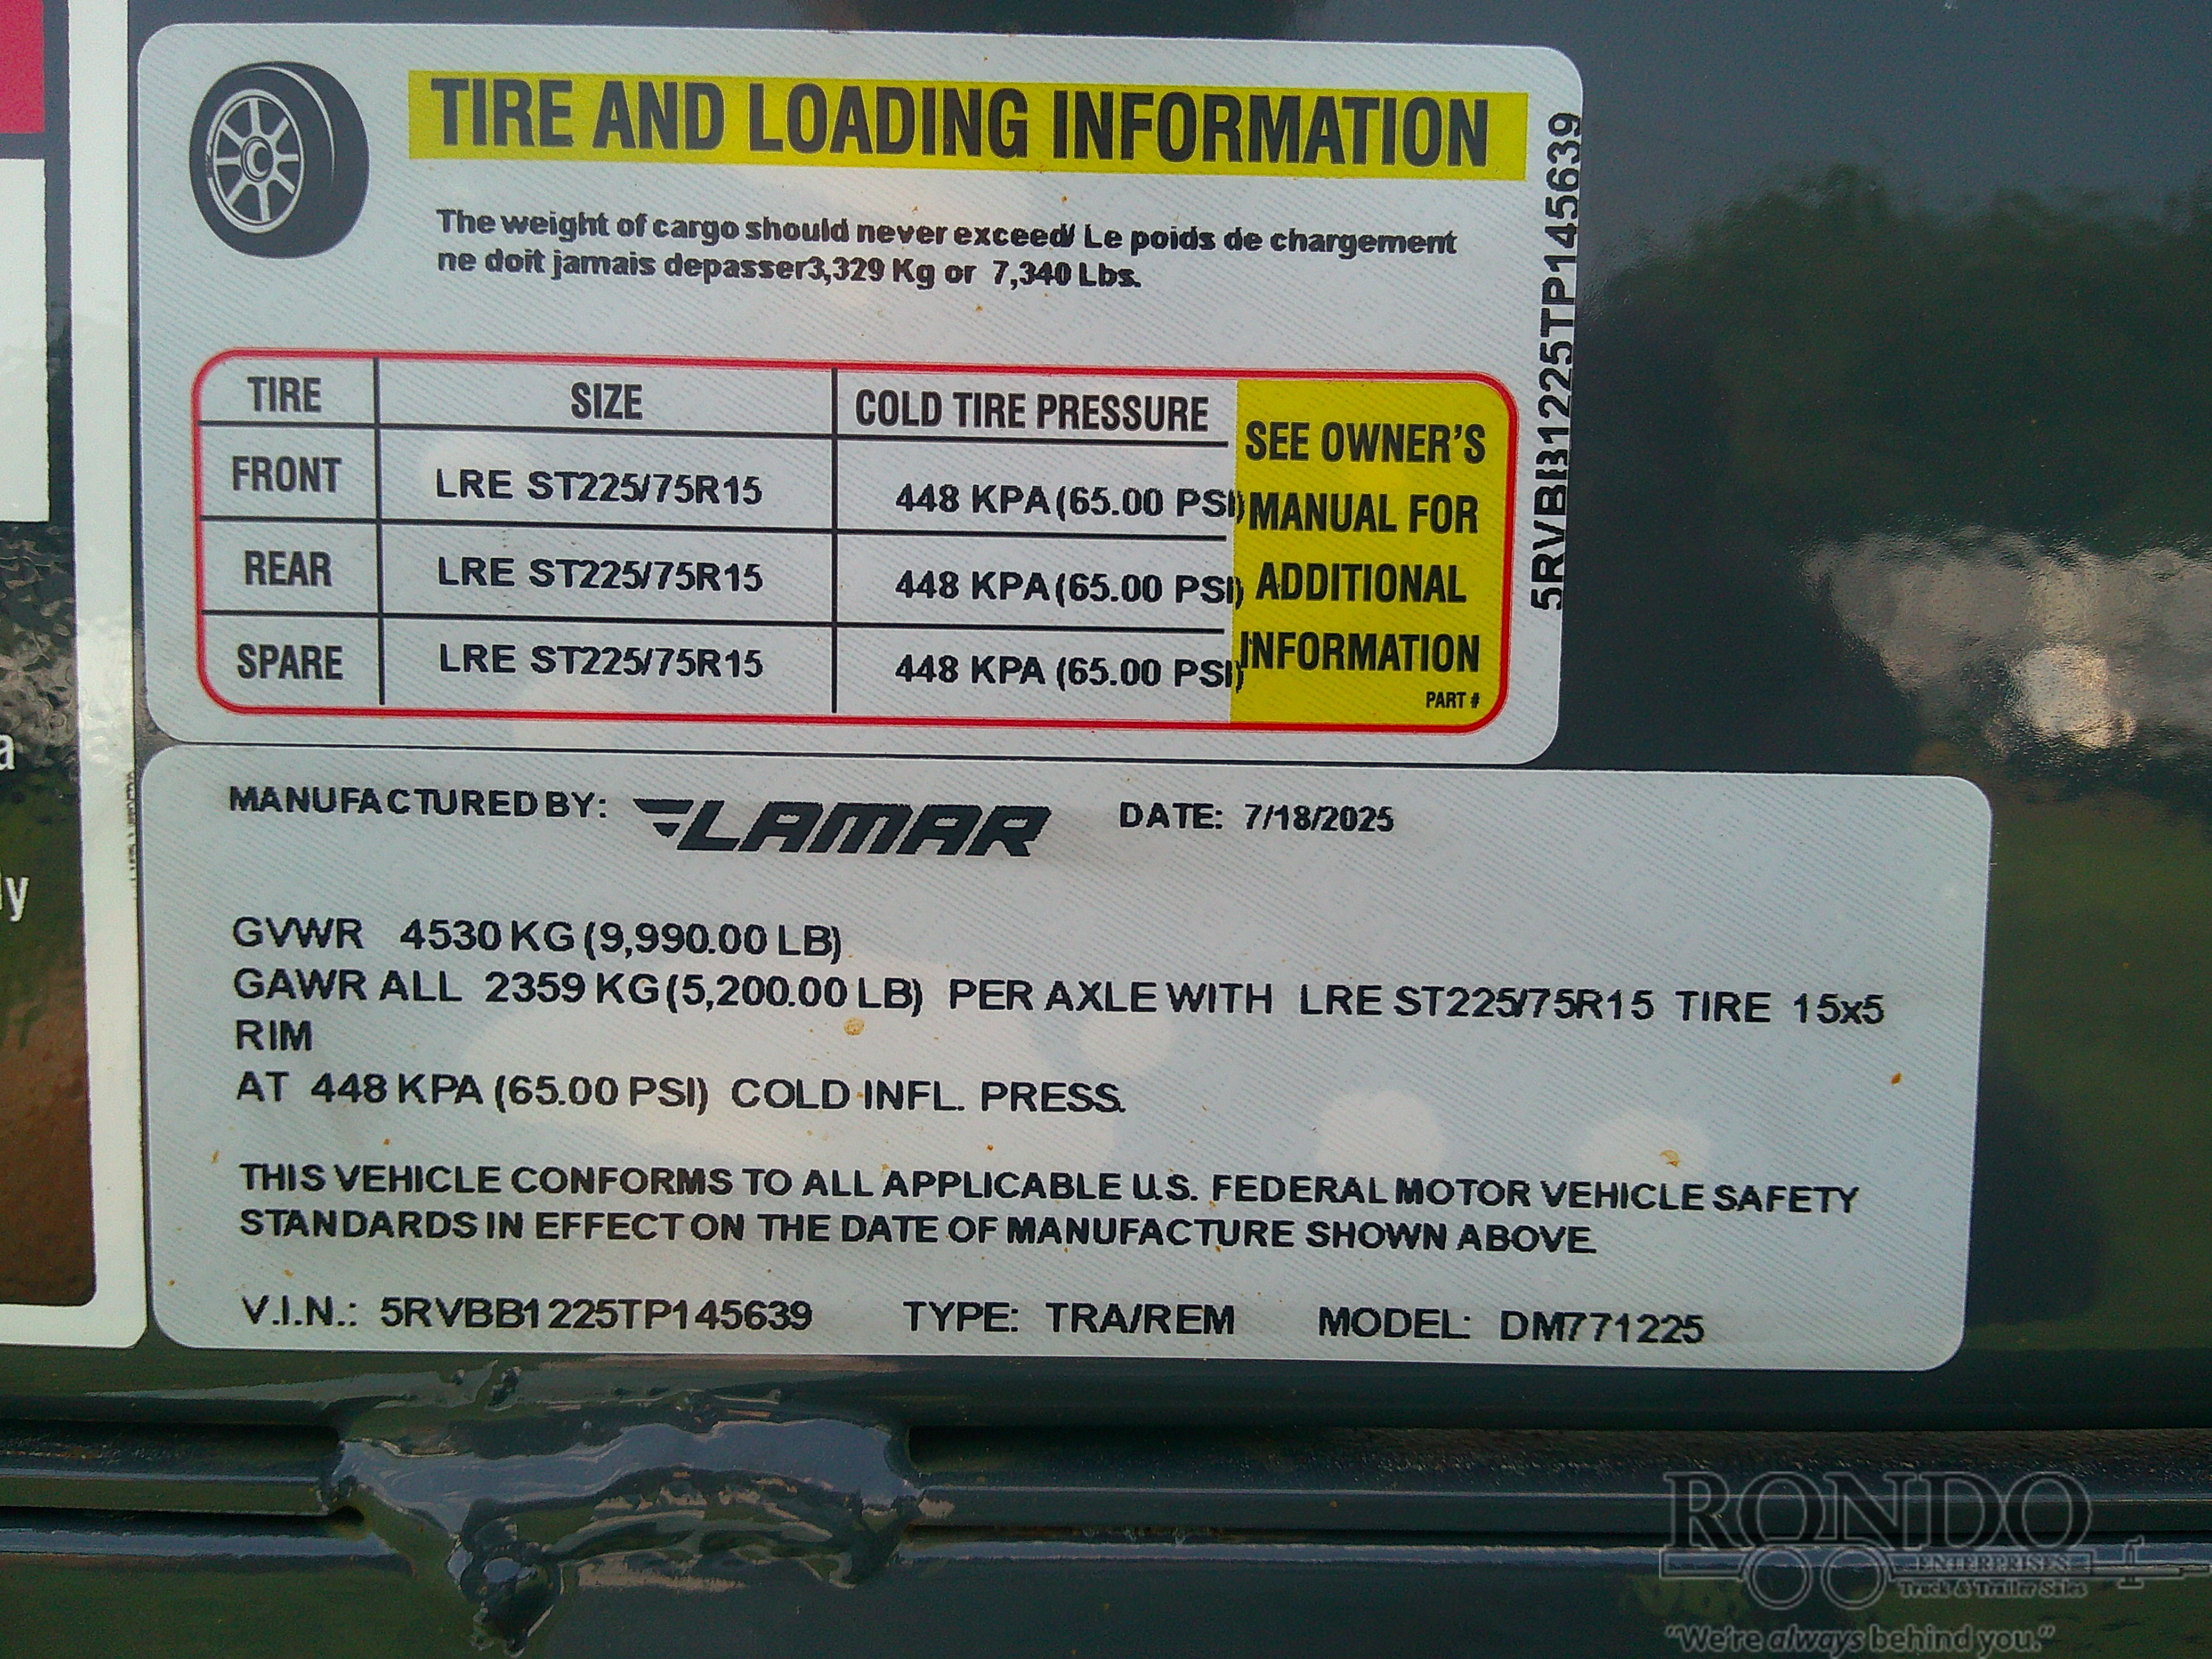 TIRE AND LOADING INFORMATION
The weight of cargo should never exceed/ Le poids de chargement
ne doit jamais depasser3,329 Kg or 7,340 Lbs.
TIRE SIZE COLD TIRE PRESSURE
FRONT LRE ST225/75R15 448 KPA (65.00 PSI)
REAR LRE ST225/75R15 448 KPA (65.00 PSI)
SPARE LRE ST225/75R15 448 KPA (65.00 PSI)
SEE OWNER'S
MANUAL FOR
ADDITIONAL
INFORMATION
PART #
5RVBB1225TP145639
MANUFACTURED BY: LAMAR DATE: 7/18/2025
GVWR 4530 KG (9,990.00 LB)
GAWR ALL 2359 KG (5,200.00 LB) PER AXLE WITH LRE ST225/75R15 TIRE 15x5
RIM
AT 448 KPA (65.00 PSI) COLD INFL. PRESS.
THIS VEHICLE CONFORMS TO ALL APPLICABLE U.S. FEDERAL MOTOR VEHICLE SAFETY
STANDARDS IN EFFECT ON THE DATE OF MANUFACTURE SHOWN ABOVE.
V.I.N.: 5RVBB1225TP145639 TYPE: TRA/REM MODEL: DM771225
a
ly
RONDO
ENTERPRISES
Truck & Trailer Sales
"We're always behind you."